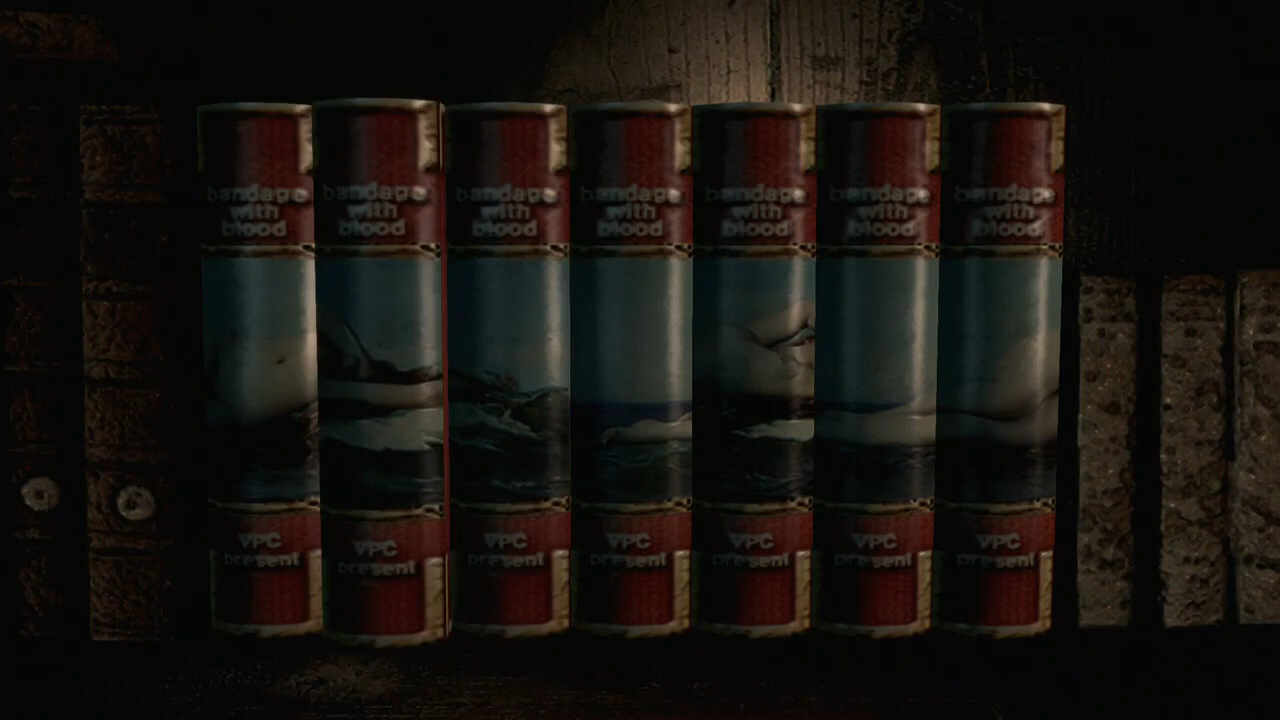 bandage
with
blood
bandage
with
blood
bandage
with
blood
bandage
with
blood
bandage
with
blood
bandage
with
blood
bandage
with
blood
VPC
present
VPC
present
VPC
present
VPC
present
VPC
present
VPC
present
VPC
present